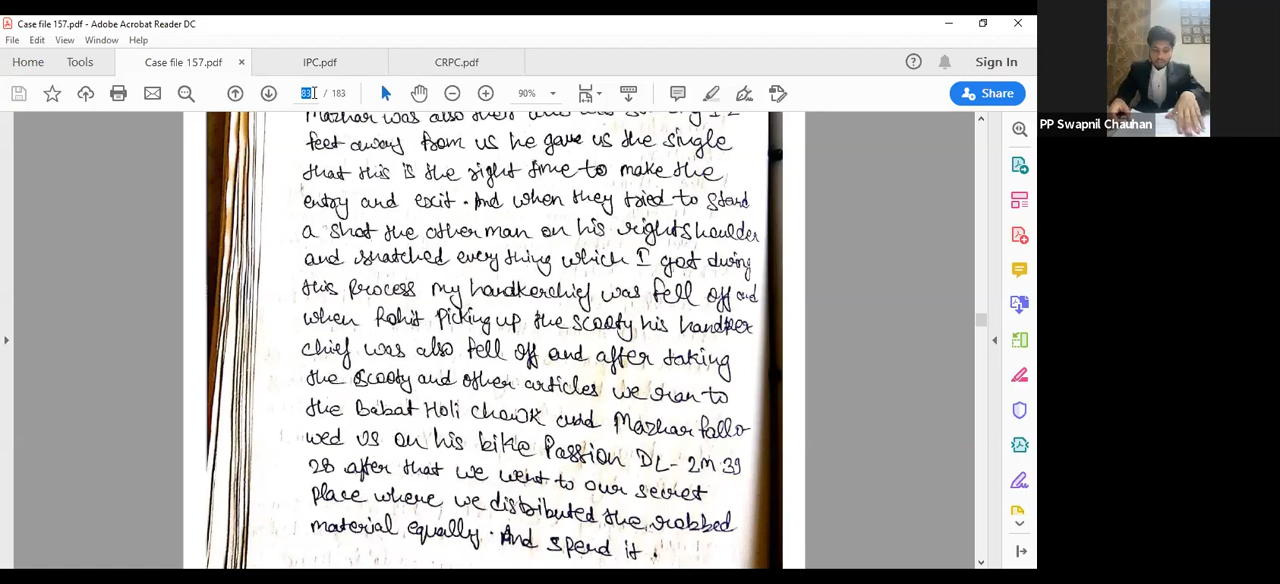 Case file 157.pdf - Adobe Acrobat Reader DC
File Edit View Window Help
Home Tools Case file 157.pdf × IPC.pdf CRPC.pdf Sign In
/ 183 90% Share
PP Swapnil Chauhan
Mazhar was also
feet away from us he gave us the single
that this is the right time to make the
entry and excit. And when they tried to stand
a shot the other man on his right shoulder
and snatched every thing which I got dwing
this process my handkerchief was fell off and
when Rohit Picking up the scooty his handker
chief was also fell off and after taking
the scooty and other articles we ran to
the Babat Holi chowk and Mazhar follo
wed us on his bike Passion DL-2M 39
28 after that we went to our secret
place where we distributed the robbed
material equally. And spend it.